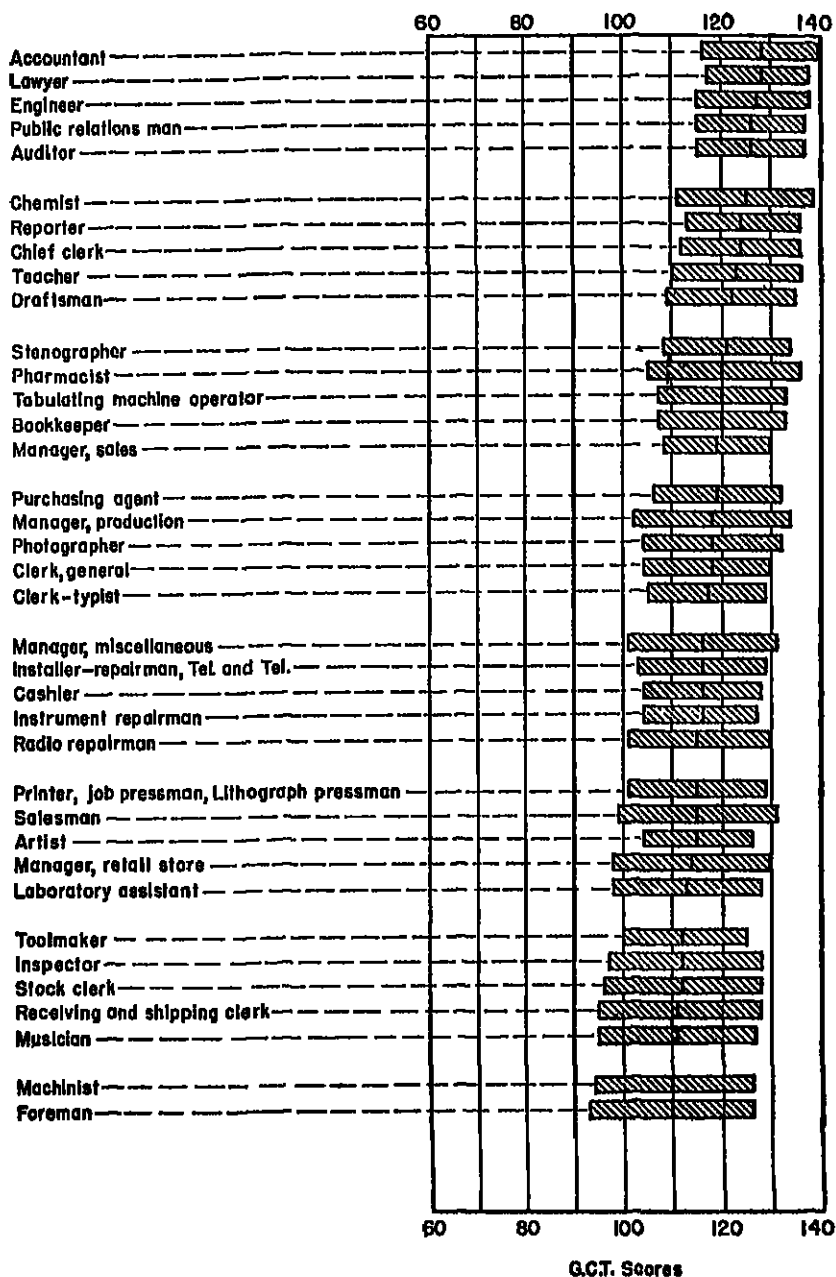 60 80 100 120 140
Accountant
Lawyer
Engineer
Public relations man
Auditor
Chemist
Reporter
Chief clerk
Teacher
Draftsman
Stenographer
Pharmacist
Tabulating machine operator
Bookkeeper
Manager, sales
Purchasing agent
Manager, production
Photographer
Clerk, general
Clerk-typist
Manager, miscellaneous
Installer-repairman, Tel. and Tel.
Cashier
Instrument repairman
Radio repairman
Printer, job pressman, Lithograph pressman
Salesman
Artist
Manager, retail store
Laboratory assistant
Toolmaker
Inspector
Stock clerk
Receiving and shipping clerk
Musician
Machinist
Foreman
60 80 100 120 140
G.C.T. Scores